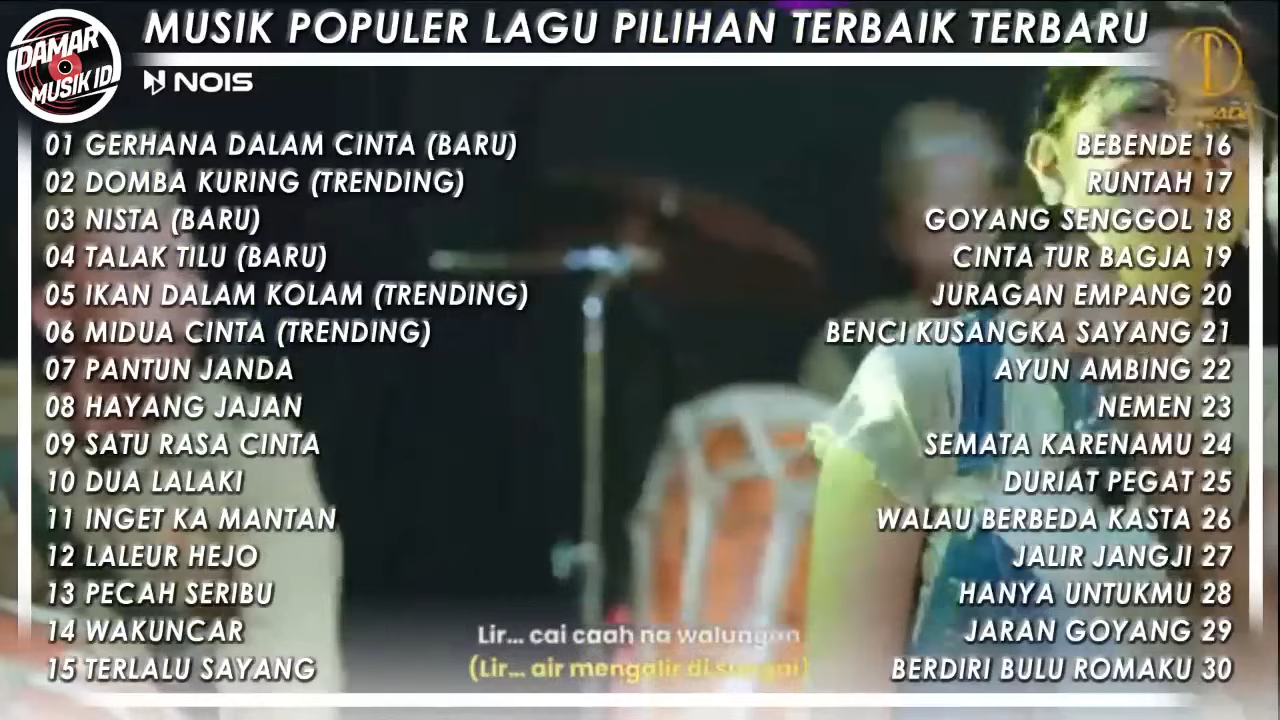 MUSIK POPULER LAGU PILIHAN TERBAIK TERBARU
DAMAR
MUSIK ID
NOIS
01 GERHANA DALAM CINTA (BARU)
02 DOMBA KURING (TRENDING)
03 NISTA (BARU)
04 TALAK TILU (BARU)
05 IKAN DALAM KOLAM (TRENDING)
06 MIDUA CINTA (TRENDING)
07 PANTUN JANDA
08 HAYANG JAJAN
09 SATU RASA CINTA
10 DUA LALAKI
11 INGET KA MANTAN
12 LALEUR HEJO
13 PECAH SERIBU
14 WAKUNCAR
15 TERLALU SAYANG
BEBENDE 16
RUNTAH 17
GOYANG SENGGOL 18
CINTA TUR BAGJA 19
JURAGAN EMPANG 20
BENCI KUSANGKA SAYANG 21
AYUN AMBING 22
NEMEN 23
SEMATA KARENAMU 24
DURIAT PEGAT 25
WALAU BERBEDA KASTA 26
JALIR JANGJI 27
HANYA UNTUKMU 28
JARAN GOYANG 29
BERDIRI BULU ROMAKU 30
Lir... cai caah na walungan
(Lir... air mengalir di sungai)